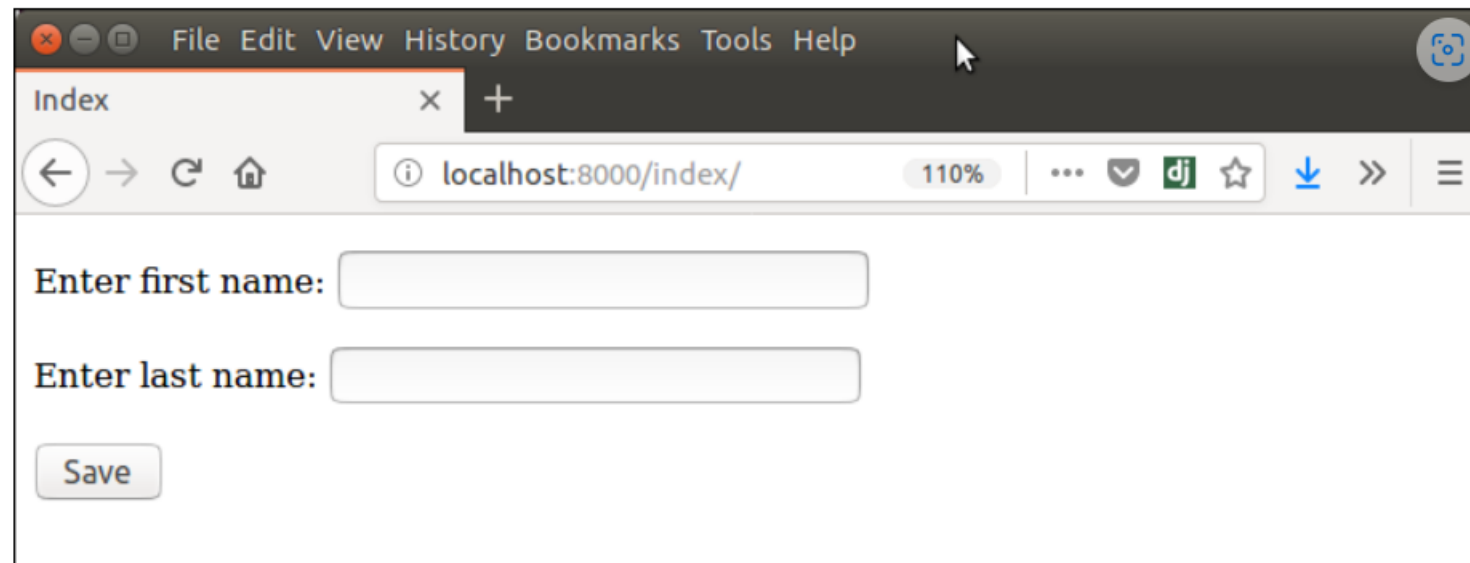 File Edit View History Bookmarks Tools Help
Index
localhost:8000/index/ 110% dj
Enter first name:
Enter last name:
Save